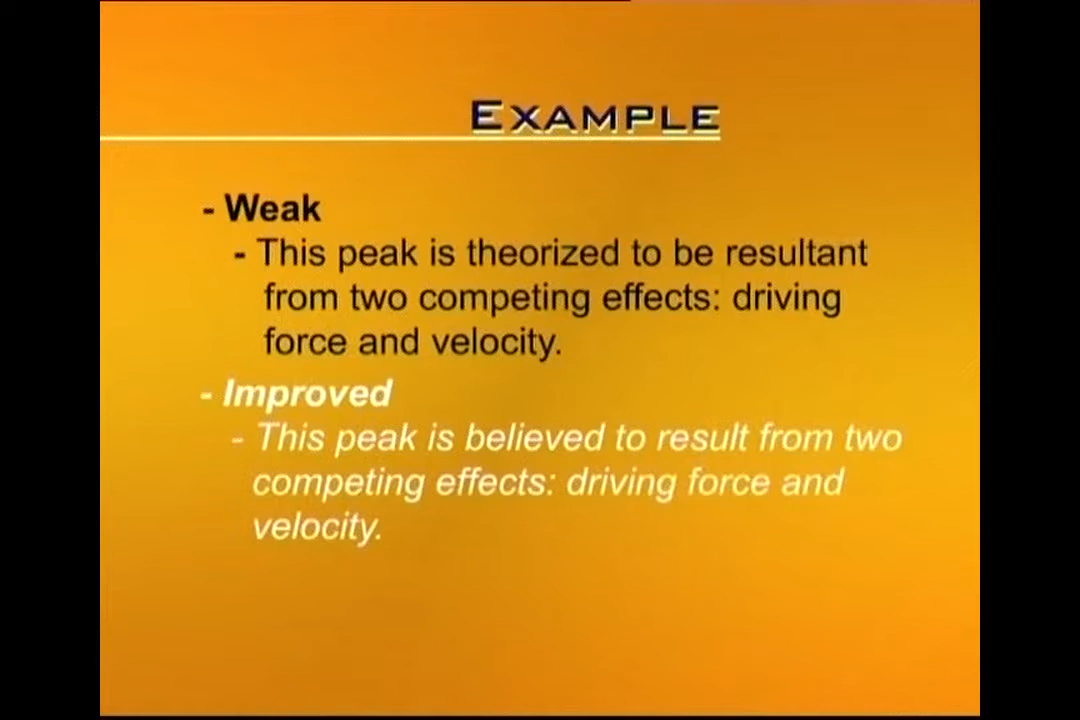 EXAMPLE
- Weak
- This peak is theorized to be resultant
from two competing effects: driving
force and velocity.
- Improved
- This peak is believed to result from two
competing effects: driving force and
velocity.